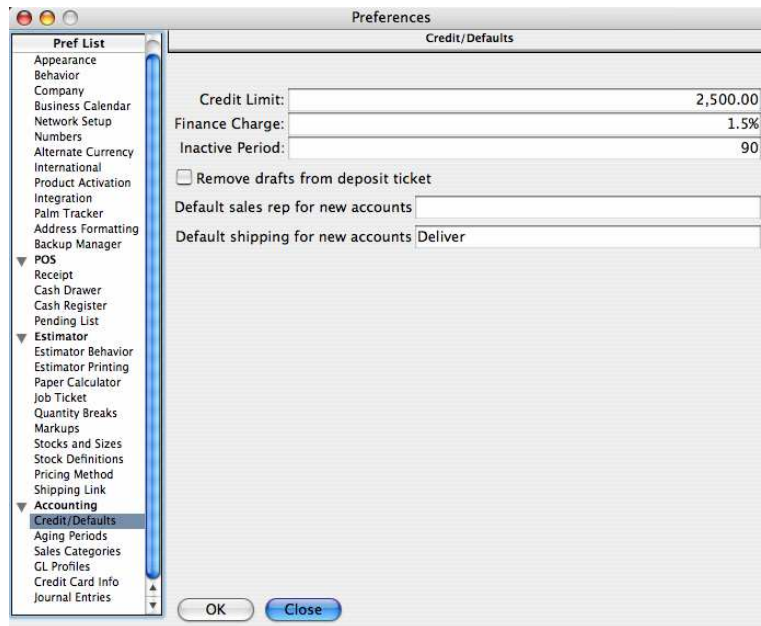 Preferences
Pref List
Appearance
Behavior
Company
Business Calendar
Network Setup
Numbers
Alternate Currency
International
Product Activation
Integration
Palm Tracker
Address Formatting
Backup Manager
POS
Receipt
Cash Drawer
Cash Register
Pending List
Estimator
Estimator Behavior
Estimator Printing
Paper Calculator
Job Ticket
Quantity Breaks
Markups
Stocks and Sizes
Stock Definitions
Pricing Method
Shipping Link
Accounting
Credit/Defaults
Aging Periods
Sales Categories
GL Profiles
Credit Card Info
Journal Entries
Credit/Defaults
Credit Limit: 2,500.00
Finance Charge: 1.5%
Inactive Period: 90
Remove drafts from deposit ticket
Default sales rep for new accounts
Default shipping for new accounts Deliver
OK Close